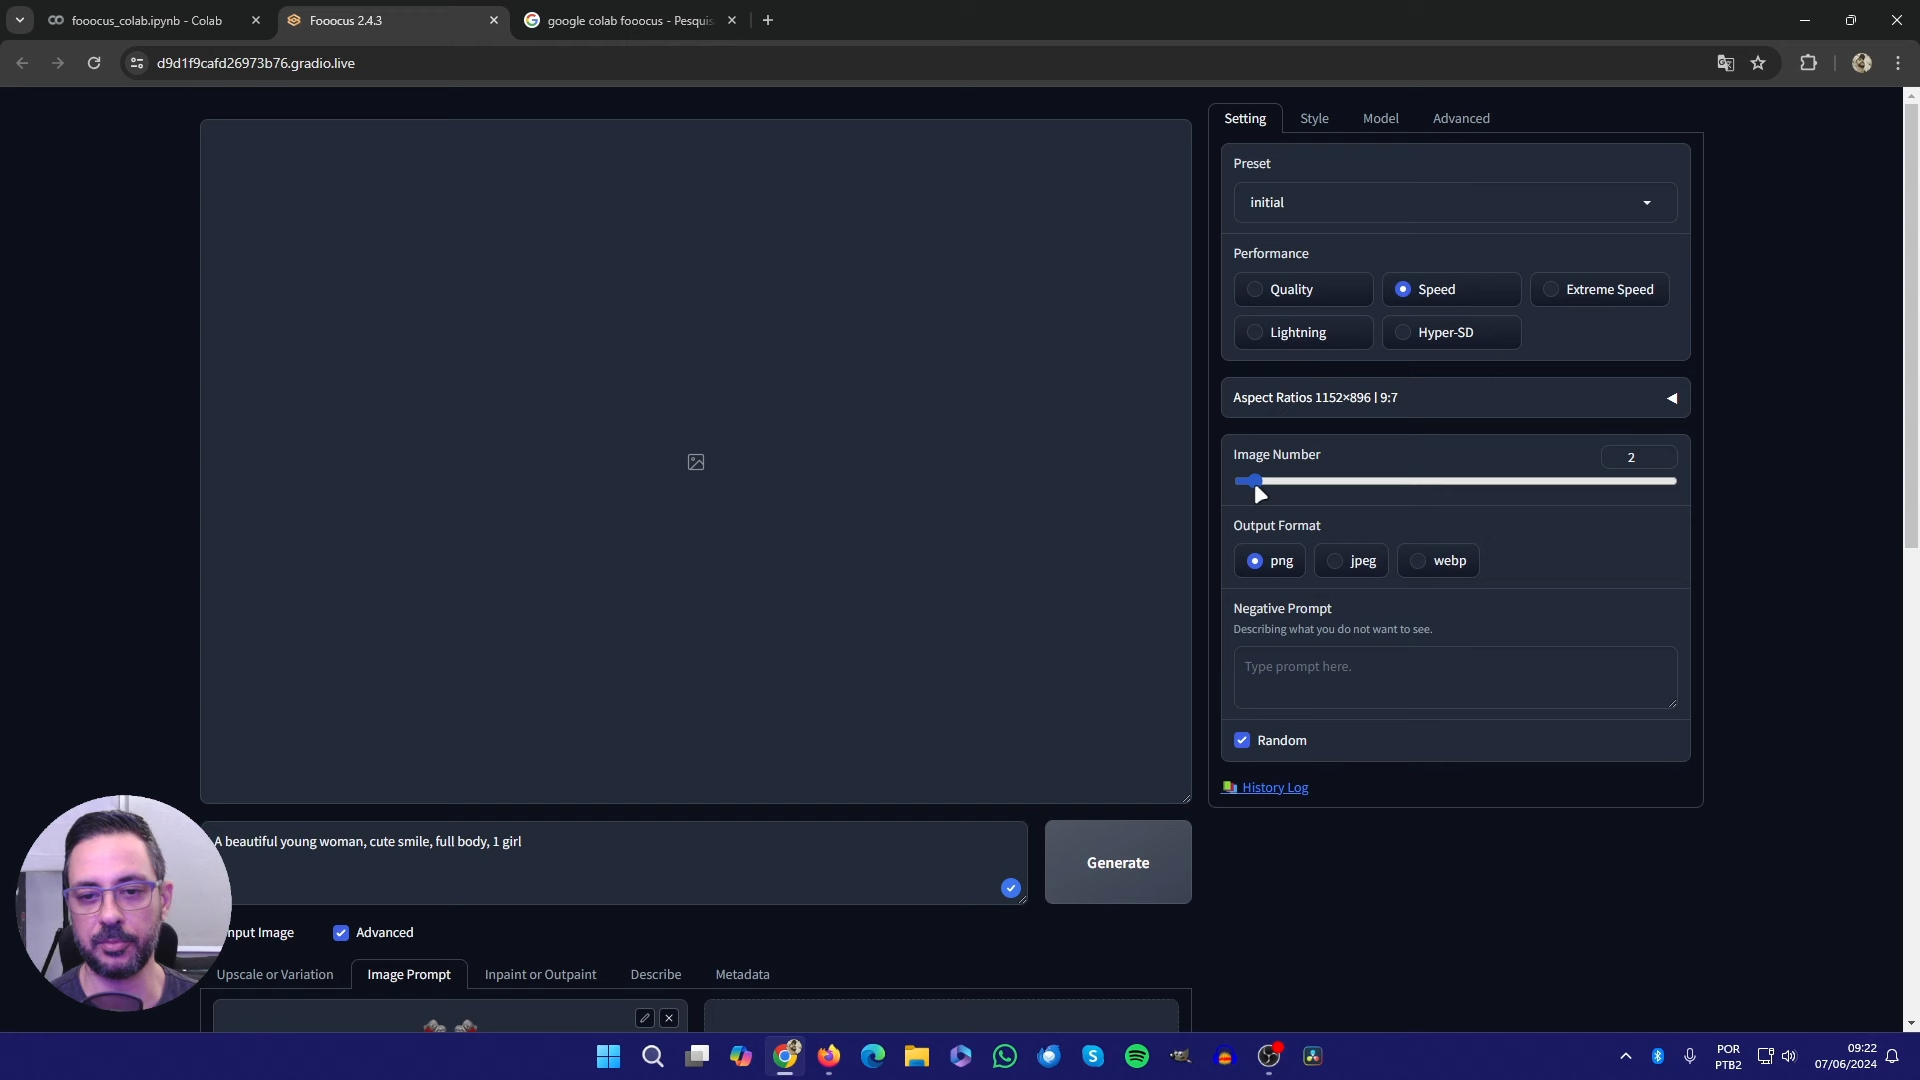 fooocus_colab.ipynb - Colab
Fooocus 2.4.3
google colab fooocus - Pesquis
d9d1f9cafd26973b76.gradio.live
Setting
Style
Model
Advanced
Preset
initial
Performance
Quality
Speed
Extreme Speed
Lightning
Hyper-SD
Aspect Ratios 1152×896 | 9:7
Image Number
2
Output Format
png
jpeg
webp
Negative Prompt
Describing what you do not want to see.
Type prompt here.
Random
History Log
A beautiful young woman, cute smile, full body, 1 girl
Generate
nput Image
Advanced
Upscale or Variation
Image Prompt
Inpaint or Outpaint
Describe
Metadata
POR
PTB2
09:22
07/06/2024